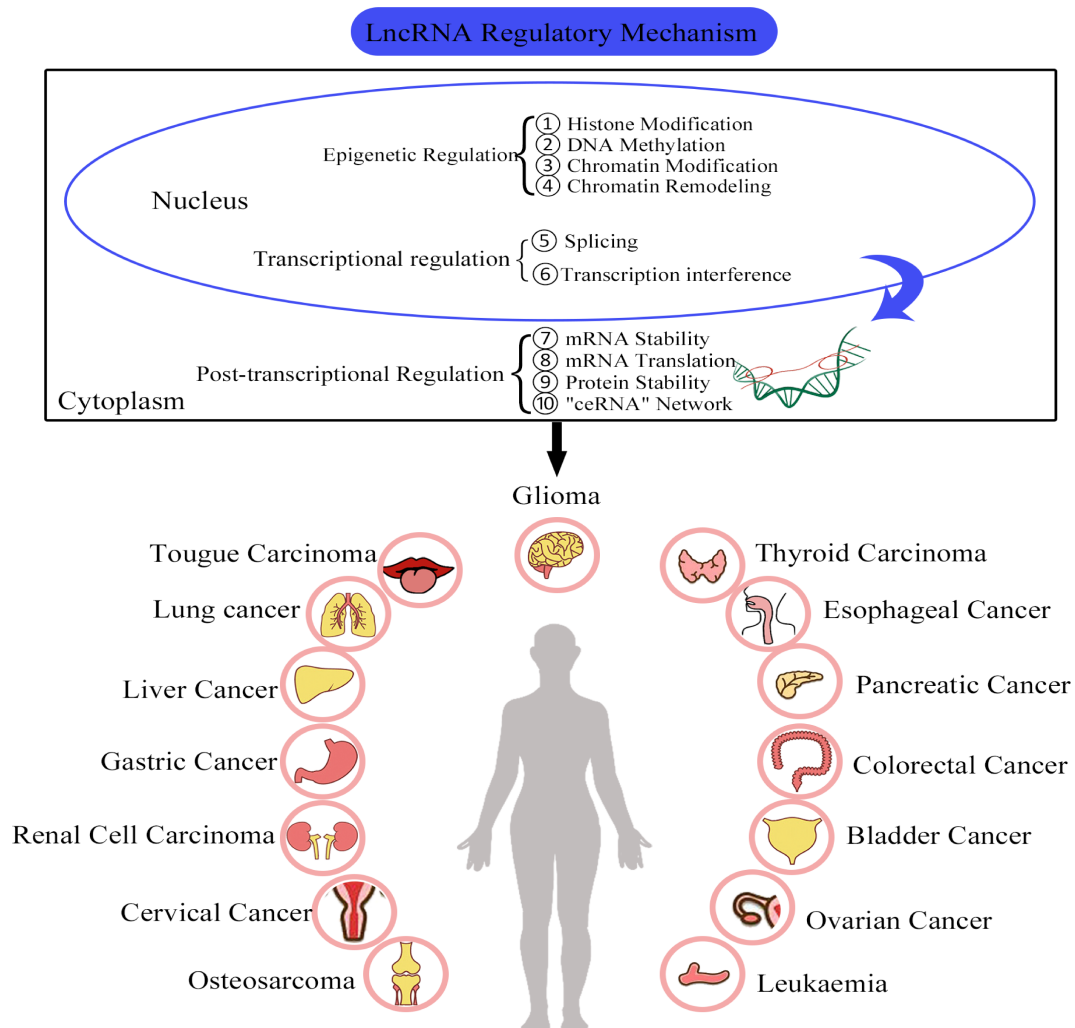 LncRNA Regulatory Mechanism
Nucleus
Epigenetic Regulation
① Histone Modification
② DNA Methylation
③ Chromatin Modification
④ Chromatin Remodeling
Transcriptional regulation
⑤ Splicing
⑥ Transcription interference
Post-transcriptional Regulation
⑦ mRNA Stability
⑧ mRNA Translation
⑨ Protein Stability
⑩ "ceRNA" Network
Cytoplasm
Glioma
Tougue Carcinoma
Lung cancer
Liver Cancer
Gastric Cancer
Renal Cell Carcinoma
Cervical Cancer
Osteosarcoma
Thyroid Carcinoma
Esophageal Cancer
Pancreatic Cancer
Colorectal Cancer
Bladder Cancer
Ovarian Cancer
Leukaemia